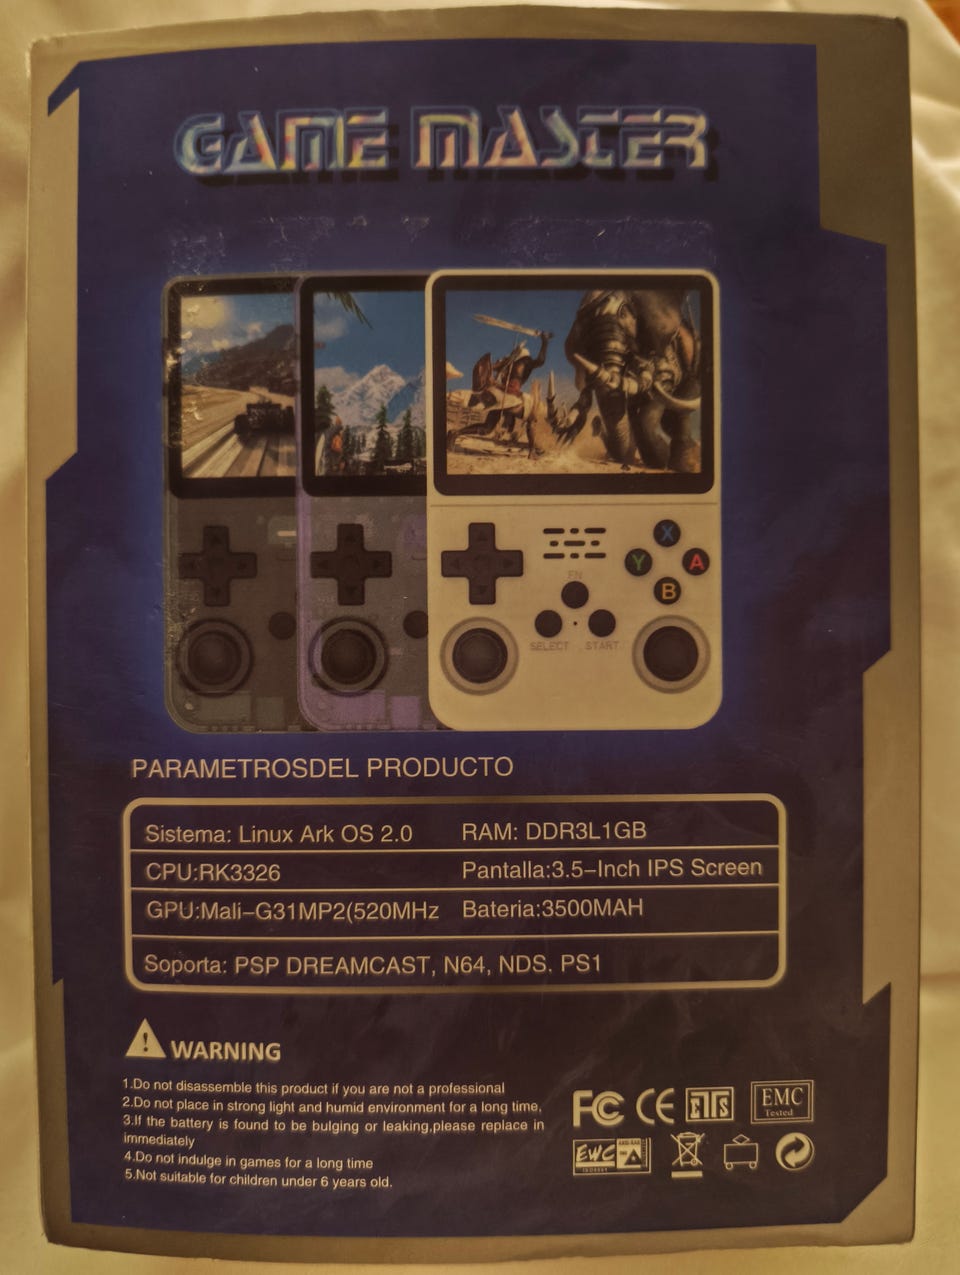 GAME MASTER
X
Y
A
B
FN
SELECT
START
PARAMETROSDEL PRODUCTO
Sistema: Linux Ark OS 2.0
RAM: DDR3L1GB
CPU:RK3326
Pantalla:3.5-Inch IPS Screen
GPU:Mali-G31MP2(520MHz
Bateria:3500MAH
Soporta: PSP DREAMCAST, N64, NDS. PS1
WARNING
1.Do not disassemble this product if you are not a professional
2.Do not place in strong light and humid environment for a long time,
3.If the battery is found to be bulging or leaking,please replace in
immediately
4.Do not indulge in games for a long time
5.Not suitable for children under 6 years old.
FC CE
EMC
Tested
EWC